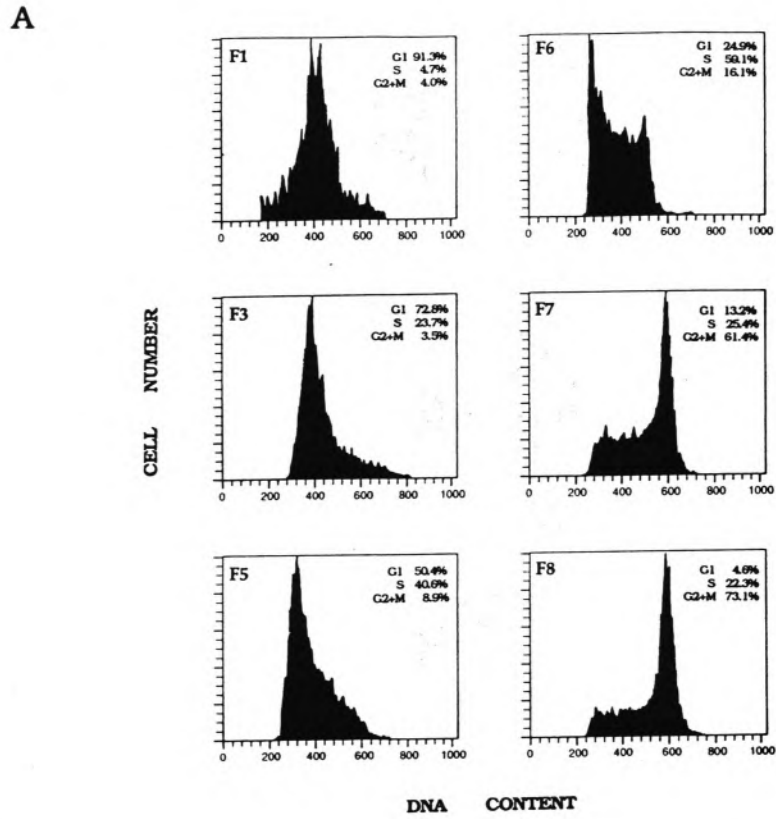 A
F1
G1 91.3%
S 4.7%
G2+M 4.0%
0 200 400 600 800 1000
F6
G1 24.9%
S 59.1%
G2+M 16.1%
0 200 400 600 800 1000
F3
G1 72.8%
S 23.7%
G2+M 3.5%
0 200 400 600 800 1000
F7
G1 13.2%
S 25.4%
G2+M 61.4%
0 200 400 600 800 1000
F5
G1 50.4%
S 40.6%
G2+M 8.9%
0 200 400 600 800 1000
F8
G1 4.6%
S 22.3%
G2+M 73.1%
0 200 400 600 800 1000
CELL NUMBER
DNA CONTENT